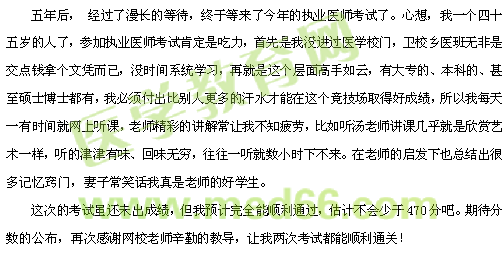 五年后， 经过了漫长的等待，终于等来了今年的执业医师考试了。心想，我一个四十
五岁的人了，参加执业医师考试肯定是吃力，首先是我没进过医学校门，卫校乡医班无非是
交点钱拿个文凭而已，没时间系统学习，再就是这个层面高手如云，有大专的、本科的、甚
至硕士博士都有，我必须付出比别人更多的汗水才能在这个竞技场取得好成绩，所以我每天
一有时间就网上听课，老师精彩的讲解常让我不知疲劳，比如听汤老师讲课几乎就是欣赏艺
术一样，听的津津有味、回味无穷，往往一听就数小时下不来。在老师的启发下也总结出很
多记忆窍门，妻子常笑话我真是老师的好学生。
这次的考试里还未出成绩，但我预计完全能顺利通过，估计不会少于 470 分吧。期待分
数的公布，再次感谢网校老师辛勤的教导，让我两次考试都能顺利通关！
医学教育网
www.med66.com